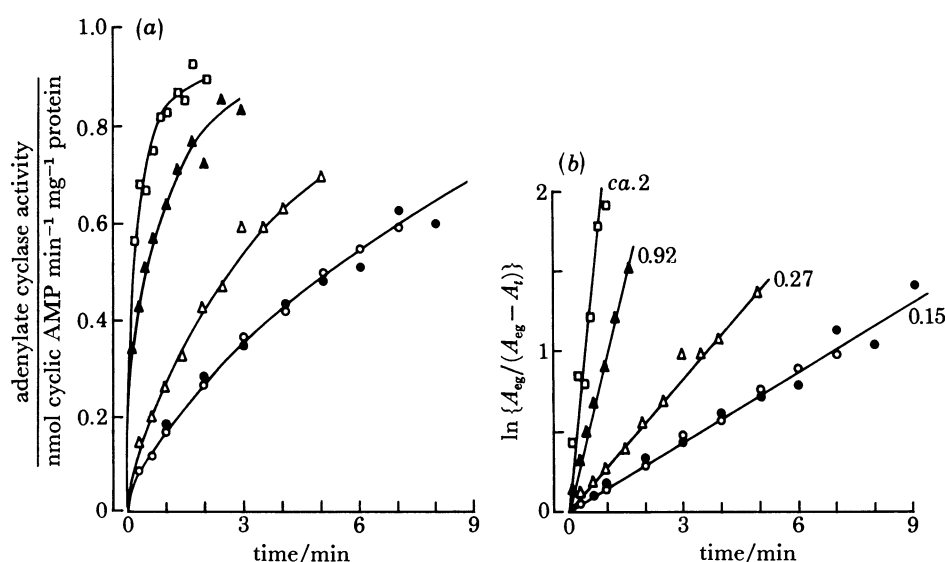 (a)
1.0
0.8
0.6
0.4
0.2
0
adenylate cyclase activity
nmol cyclic AMP min⁻¹ mg⁻¹ protein
0 3 6 9
time/min
(b)
2
1
0
ln {A_eg/(A_eg − A_t)}
ca. 2
0.92
0.27
0.15
0 3 6 9
time/min